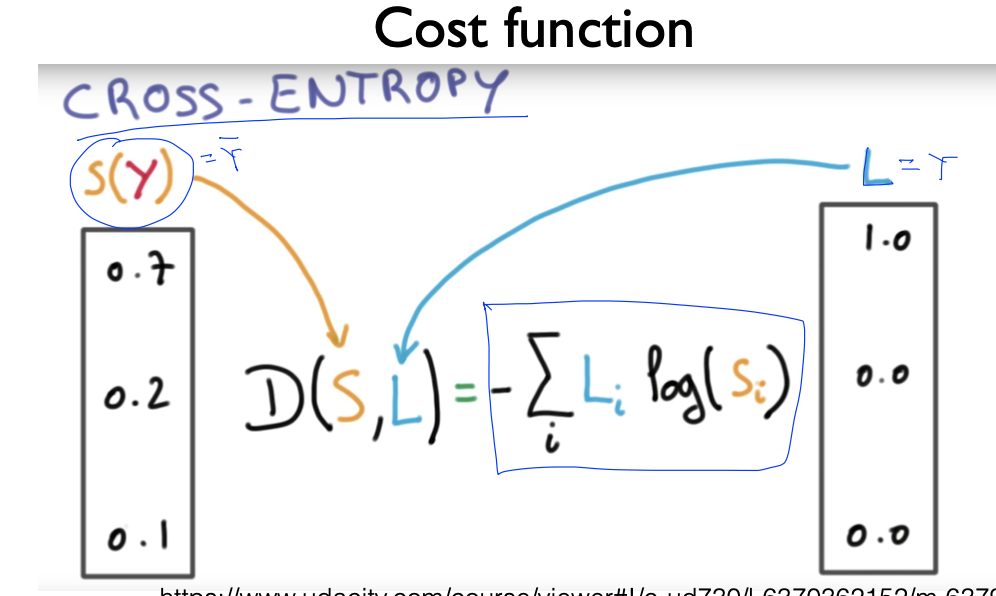 Cost function
CROSS-ENTROPY
S(Y) = Ȳ
L = Y
0.7
0.2
0.1
D(S,L) = -∑ᵢ Lᵢ log(Sᵢ)
1.0
0.0
0.0